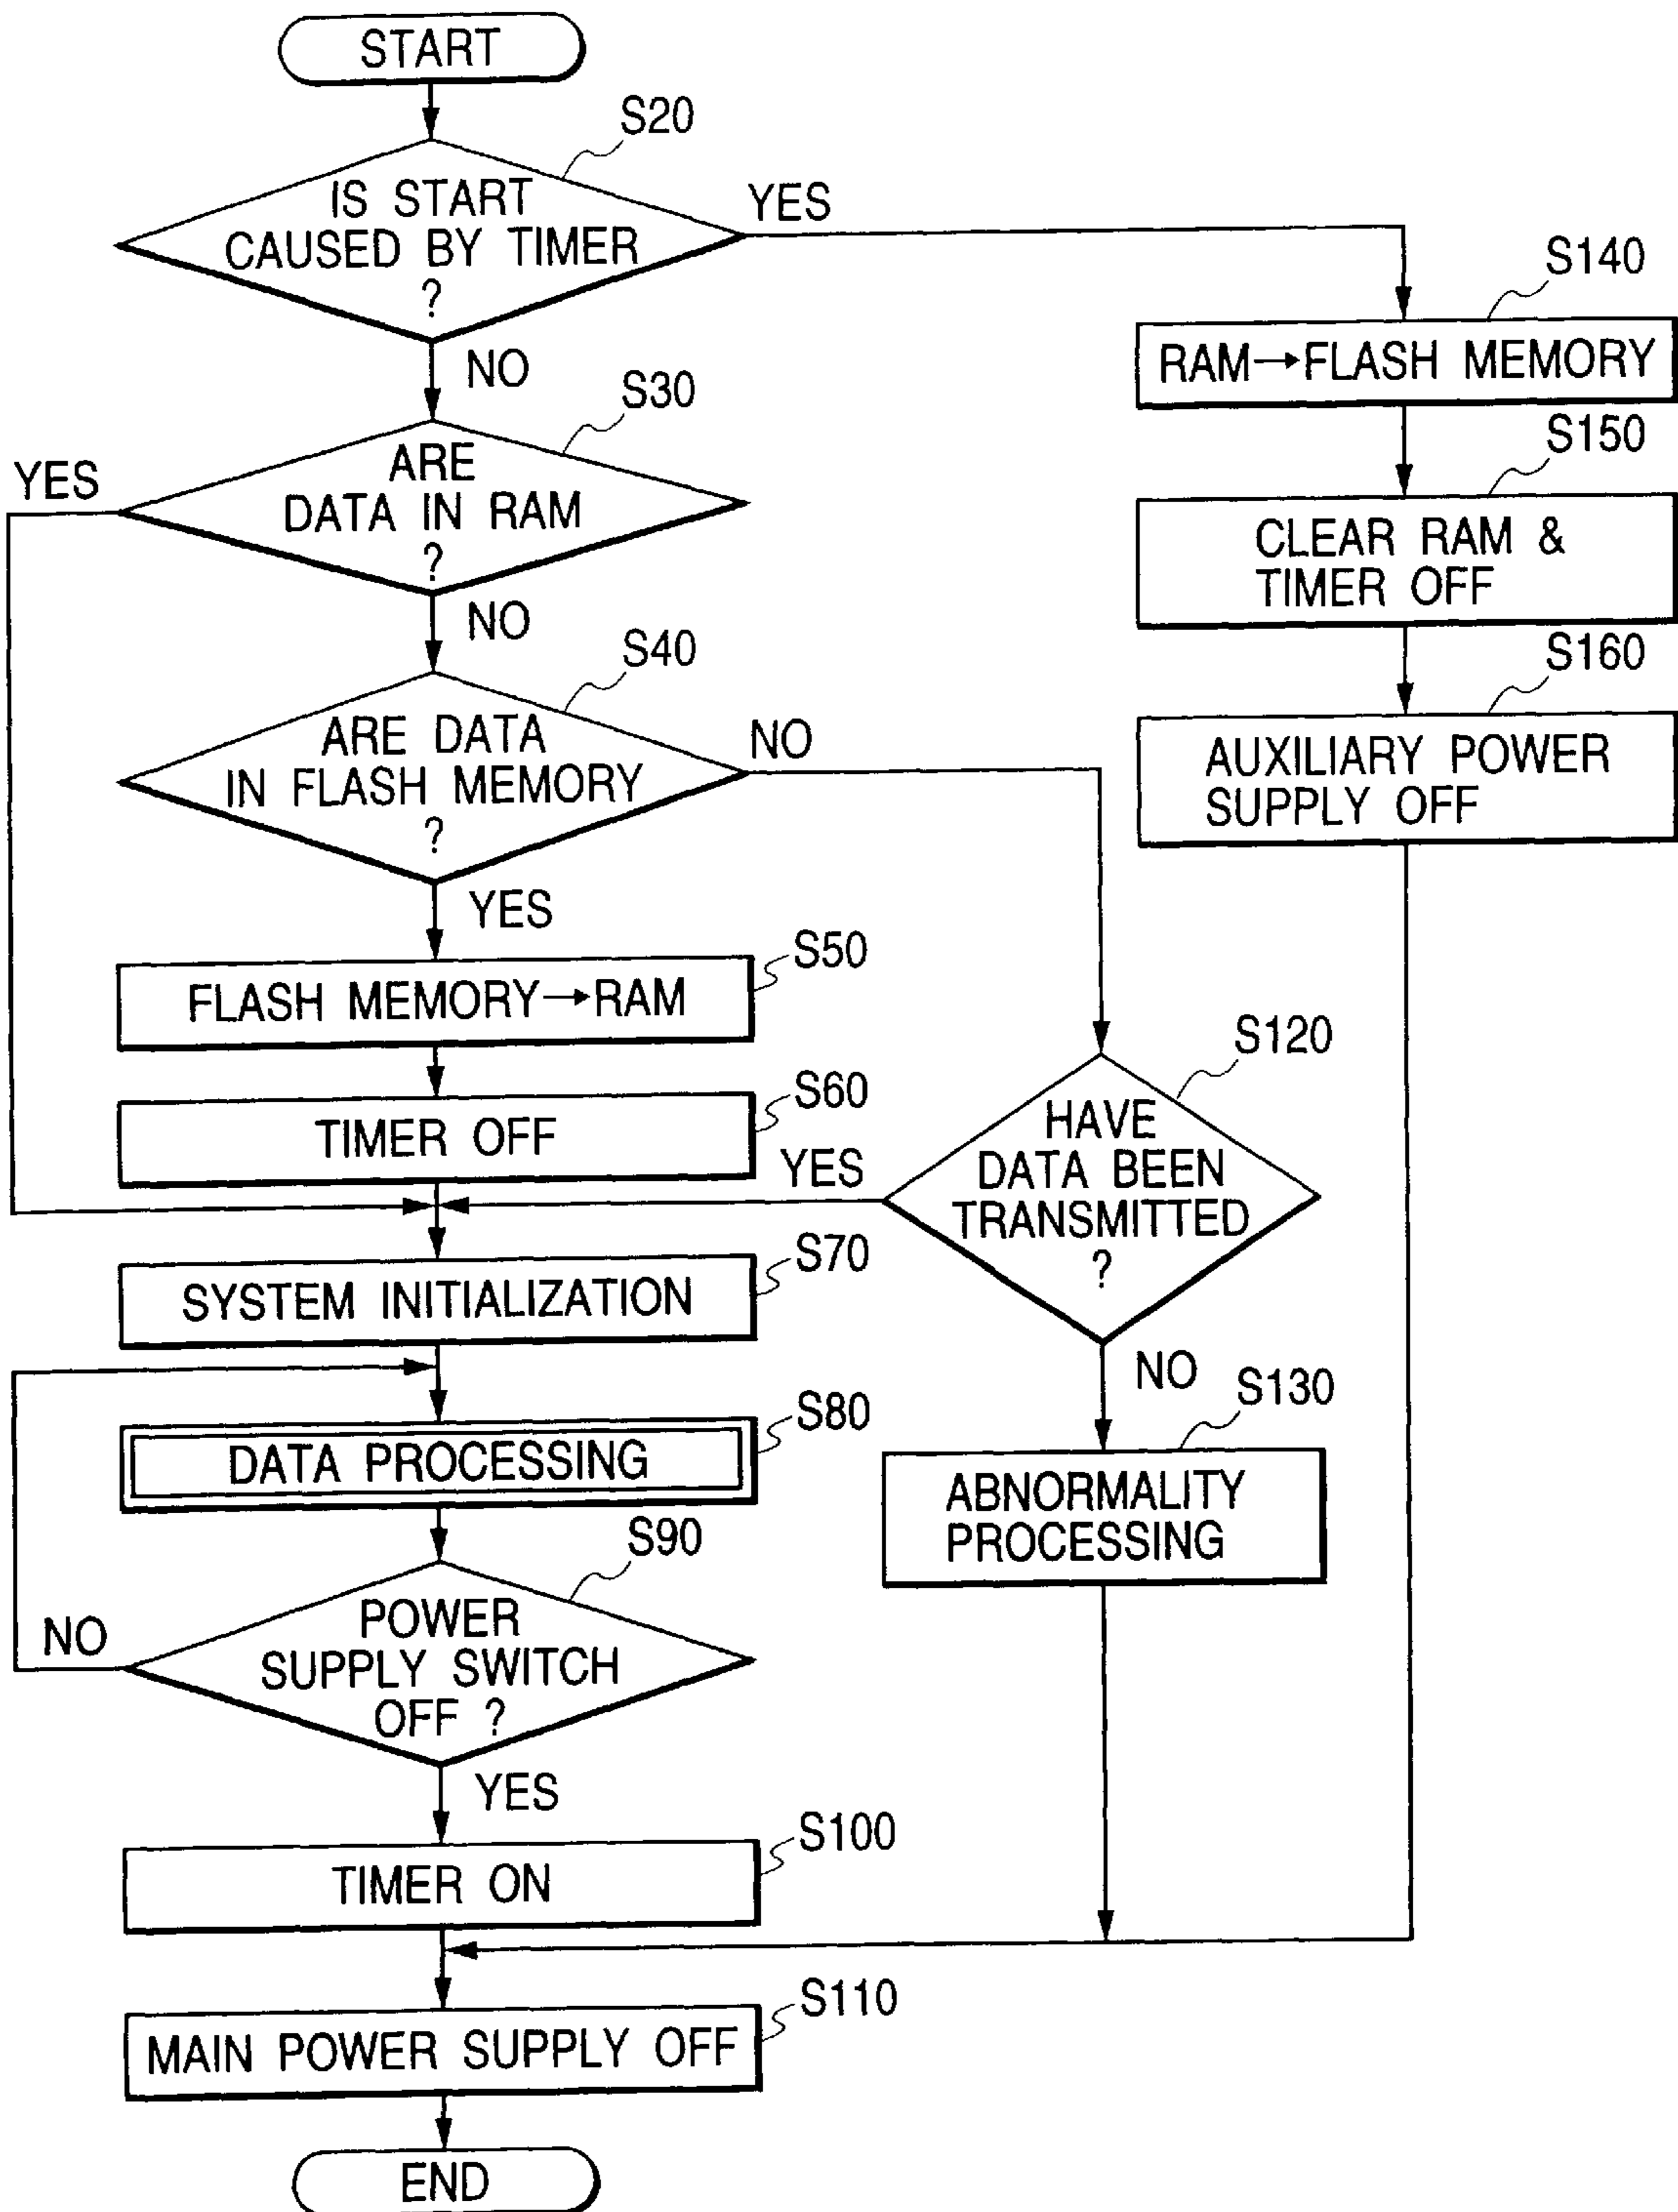 START
S20
IS START
CAUSED BY TIMER
?
YES
NO
S140
RAM→FLASH MEMORY
S30
ARE
DATA IN RAM
?
YES
NO
S150
CLEAR RAM &
TIMER OFF
S40
ARE DATA
IN FLASH MEMORY
?
NO
YES
S160
AUXILIARY POWER
SUPPLY OFF
S50
FLASH MEMORY→RAM
S60
TIMER OFF
S120
HAVE
DATA BEEN
TRANSMITTED
?
YES
NO
S70
SYSTEM INITIALIZATION
S80
DATA PROCESSING
S130
ABNORMALITY
PROCESSING
S90
POWER
SUPPLY SWITCH
OFF ?
NO
YES
S100
TIMER ON
S110
MAIN POWER SUPPLY OFF
END